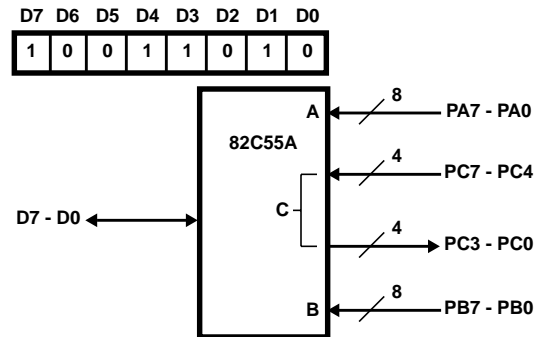 D7 D6 D5 D4 D3 D2 D1 D0
1 0 0 1 1 0 1 0
8
A PA7 - PA0
82C55A
4
PC7 - PC4
C
D7 - D0
4
PC3 - PC0
8
B PB7 - PB0